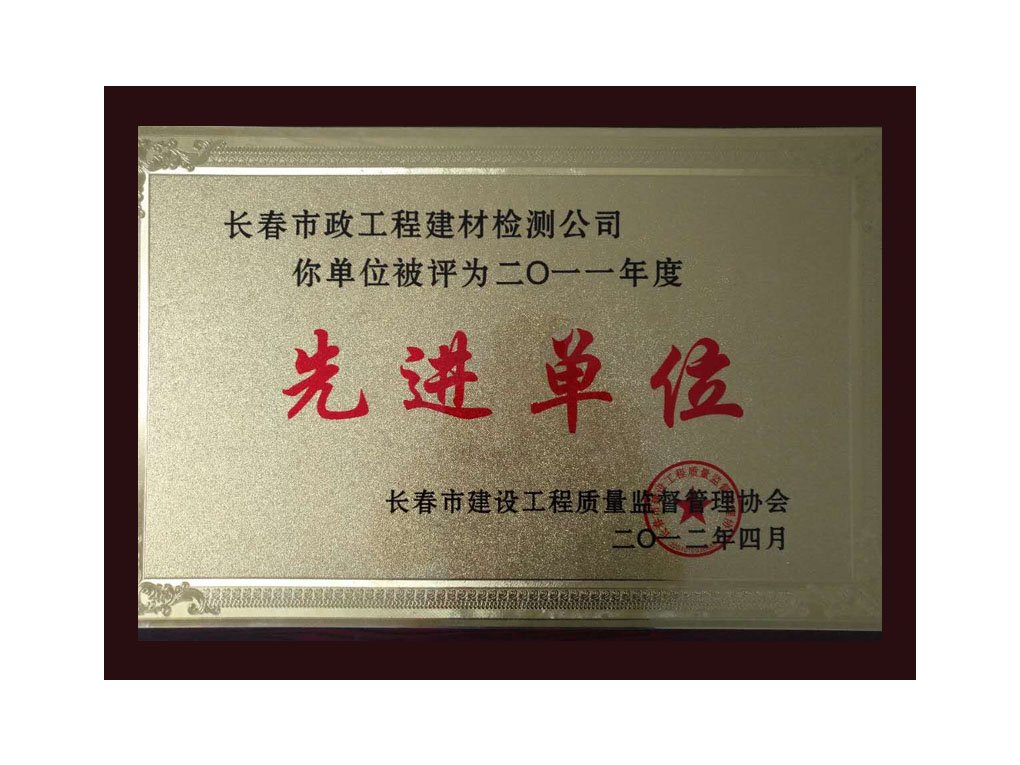 长春市政工程建材检测公司
你单位被评为二〇一一年度
先进单位
长春市建设工程质量监督管理协会
二〇一二年四月